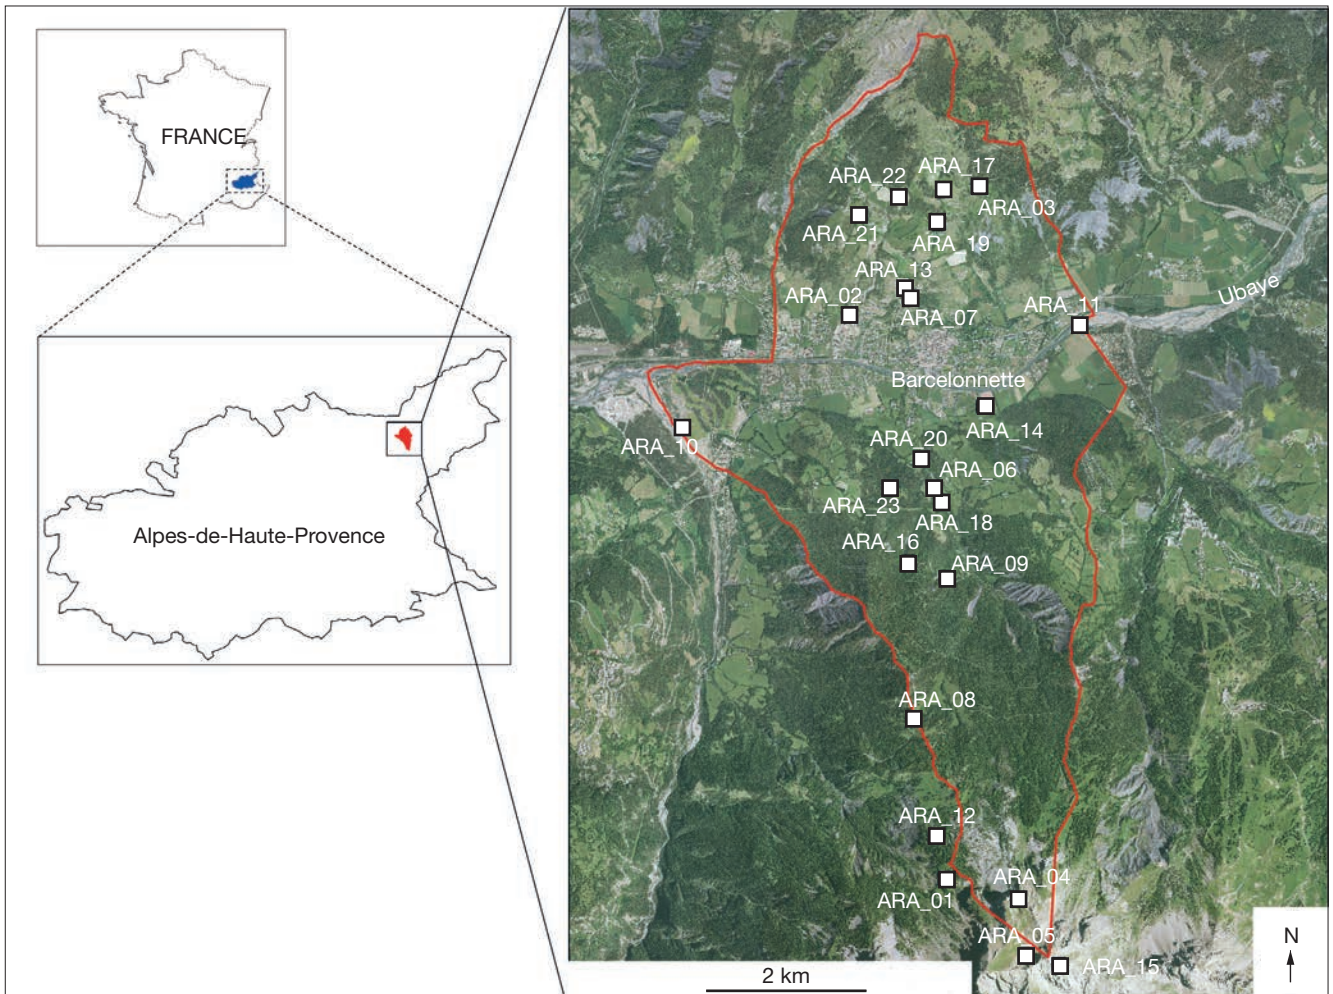 FRANCE
Alpes-de-Haute-Provence
ARA_17
ARA_22
ARA_03
ARA_21
ARA_19
ARA_13
ARA_02
ARA_07
Ubaye
ARA_11
Barcelonnette
ARA_14
ARA_10
ARA_20
ARA_06
ARA_23
ARA_18
ARA_16
ARA_09
ARA_08
ARA_12
ARA_04
ARA_01
ARA_05
ARA_15
2 km
N